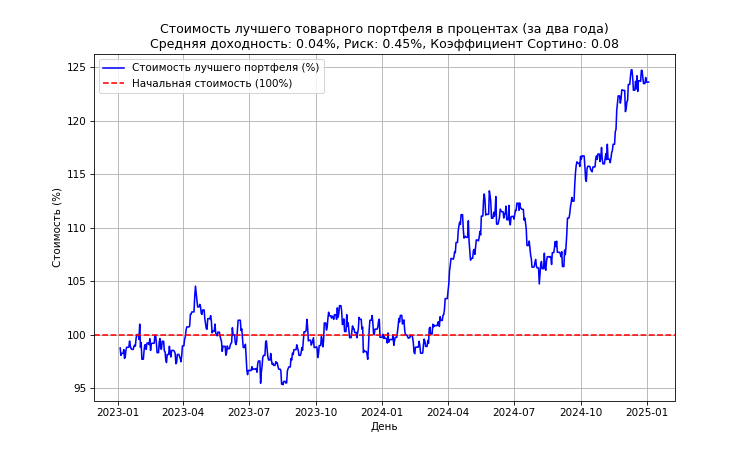 Стоимость лучшего товарного портфеля в процентах (за два года)
Средняя доходность: 0.04%, Риск: 0.45%, Коэффициент Сортино: 0.08
Стоимость лучшего портфеля (%)
Начальная стоимость (100%)
Стоимость (%)
125
120
115
110
105
100
95
2023-01
2023-04
2023-07
2023-10
2024-01
2024-04
2024-07
2024-10
2025-01
День